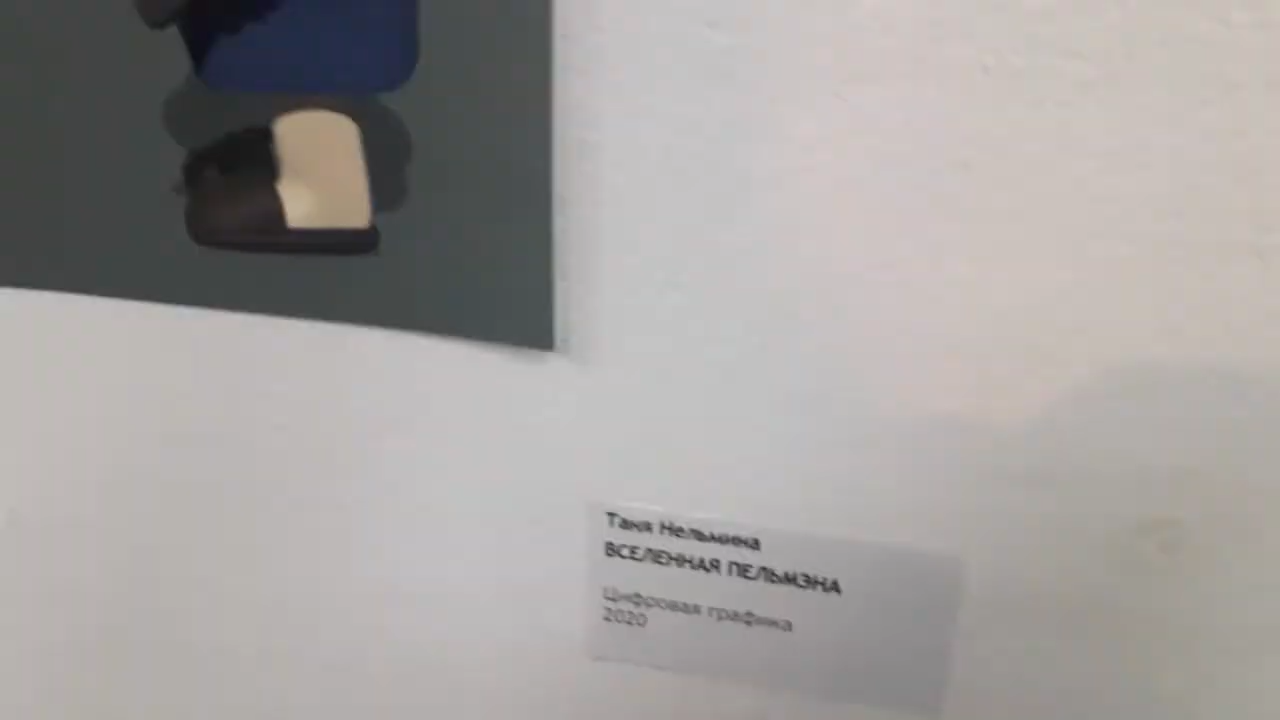 Таня Нельмина
ВСЕЛЕННАЯ ПЕЛЬМЭНА
Цифровая графика
2020